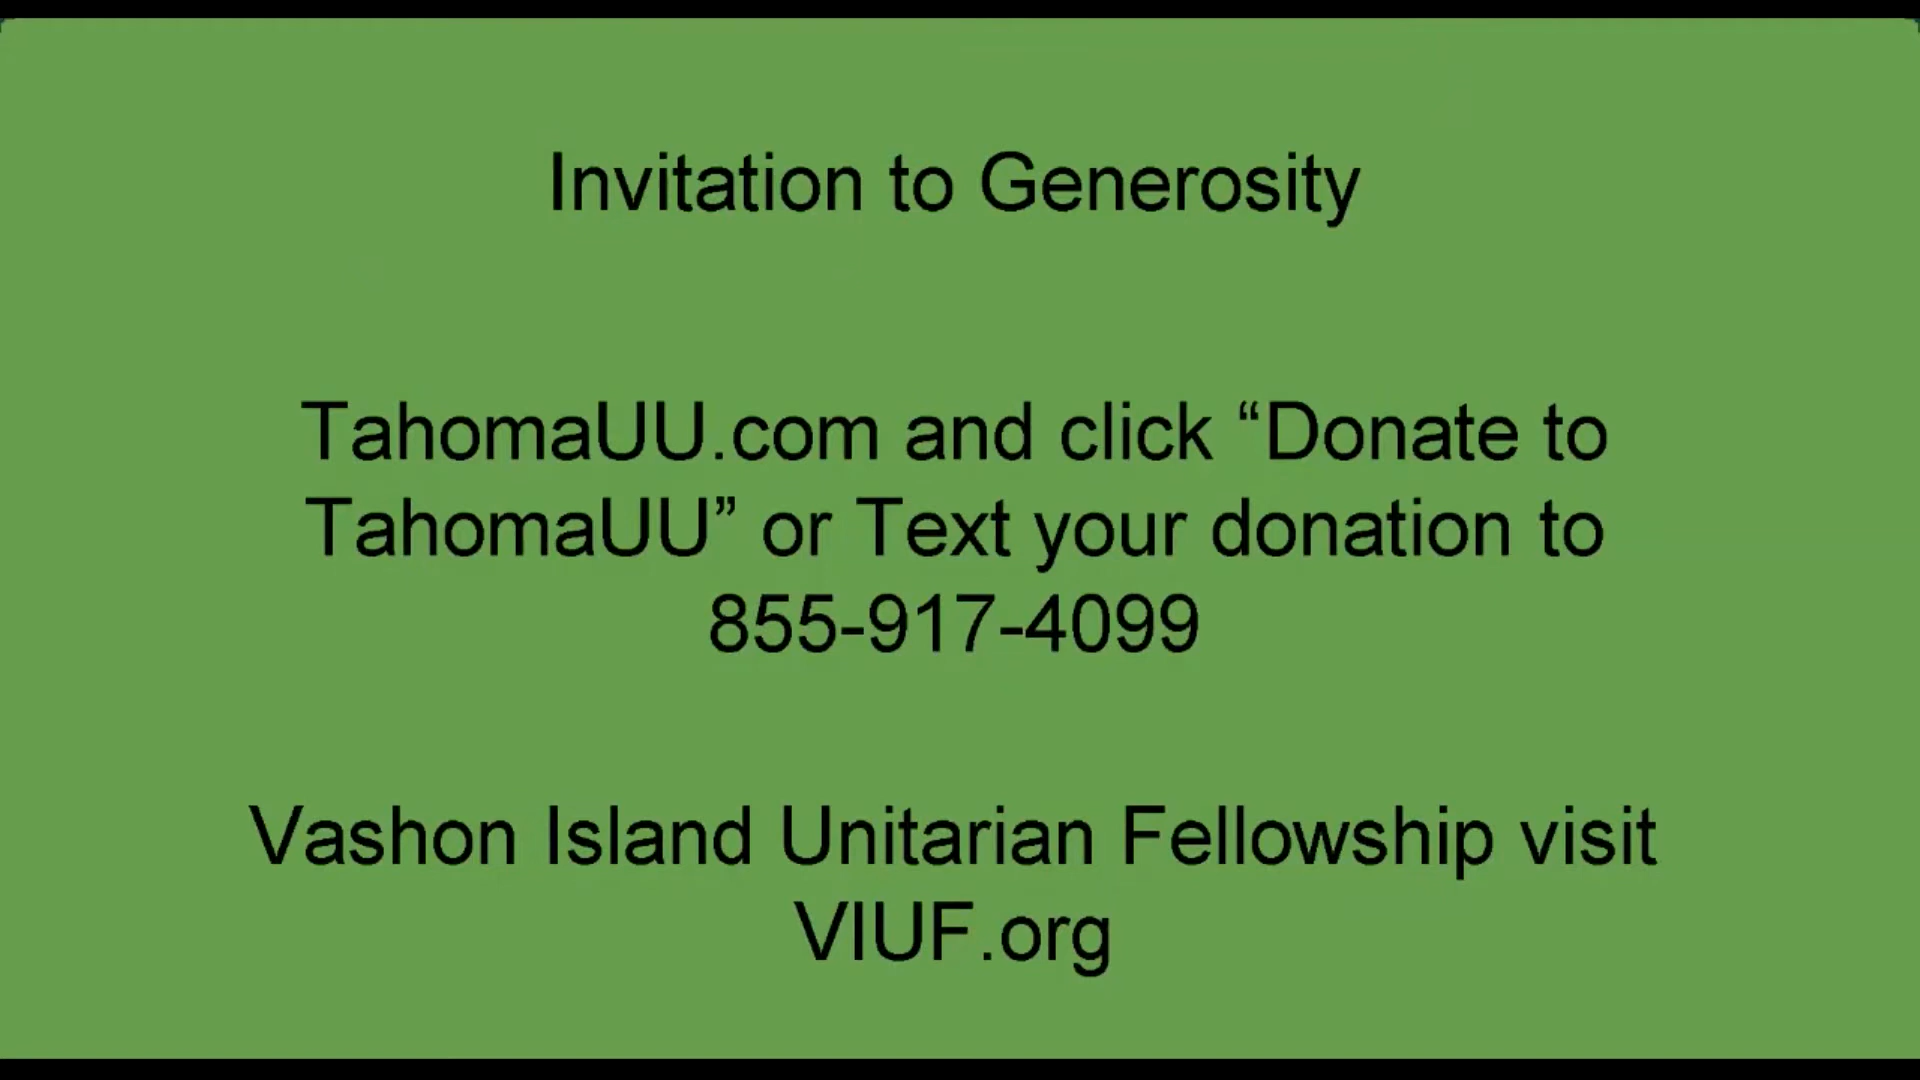 Invitation to Generosity
TahomaUU.com and click “Donate to
TahomaUU” or Text your donation to
855-917-4099
Vashon Island Unitarian Fellowship visit
VIUF.org